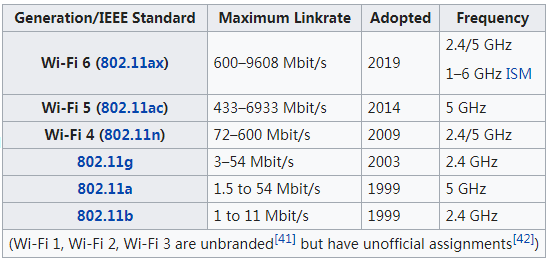 Generation/IEEE Standard Maximum Linkrate Adopted Frequency
Wi-Fi 6 (802.11ax) 600–9608 Mbit/s 2019 2.4/5 GHz
1–6 GHz ISM
Wi-Fi 5 (802.11ac) 433–6933 Mbit/s 2014 5 GHz
Wi-Fi 4 (802.11n) 72–600 Mbit/s 2009 2.4/5 GHz
802.11g 3–54 Mbit/s 2003 2.4 GHz
802.11a 1.5 to 54 Mbit/s 1999 5 GHz
802.11b 1 to 11 Mbit/s 1999 2.4 GHz
(Wi-Fi 1, Wi-Fi 2, Wi-Fi 3 are unbranded[41] but have unofficial assignments[42])